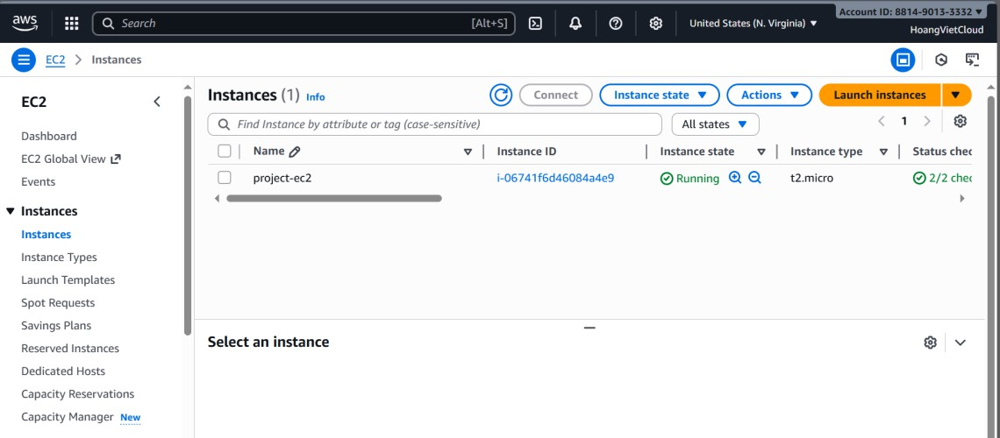 aws
Search [Alt+S] United States (N. Virginia) Account ID: 8814-9013-3332
HoangVietCloud
EC2 Instances
EC2
Dashboard
EC2 Global View
Events
Instances
Instances
Instance Types
Launch Templates
Spot Requests
Savings Plans
Reserved Instances
Dedicated Hosts
Capacity Reservations
Capacity Manager New
Instances (1) Info Connect Instance state Actions Launch instances
Find Instance by attribute or tag (case-sensitive) All states 1
Name Instance ID Instance state Instance type Status chec
project-ec2 i-06741f6d46084a4e9 Running t2.micro 2/2 chec
Select an instance